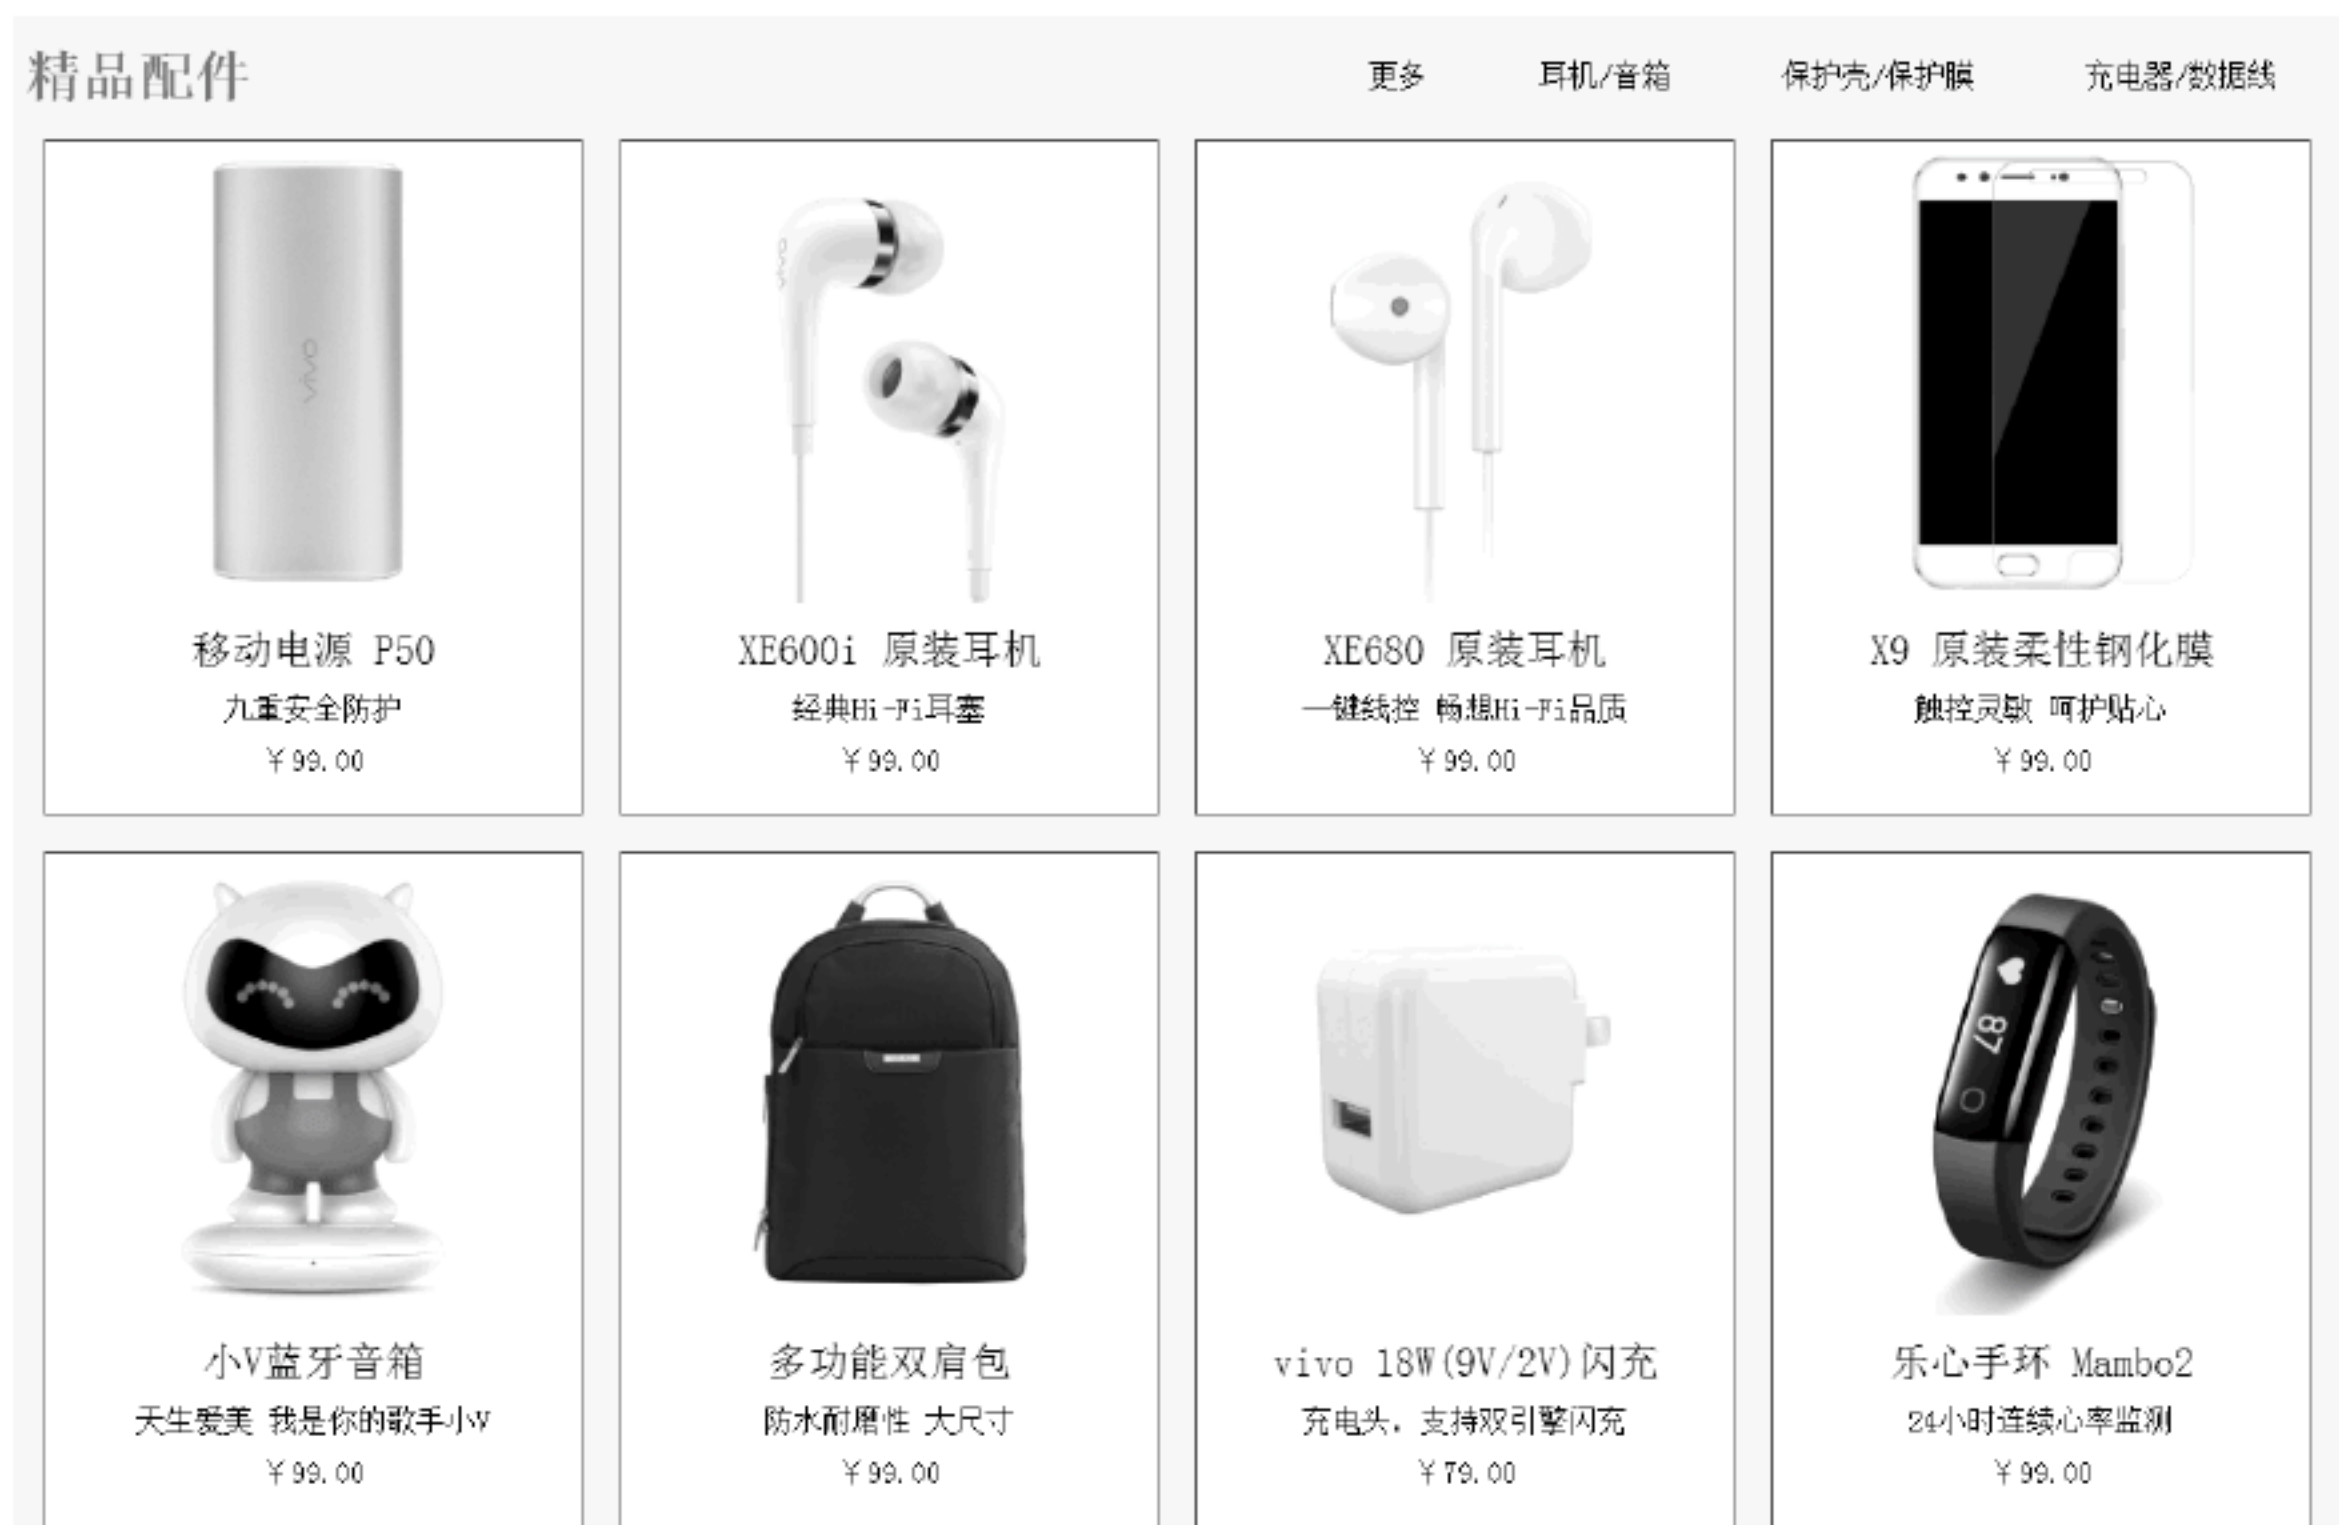 精品配件
更多 耳机/音箱 保护壳/保护膜 充电器/数据线
vivo
vivo
移动电源 P50
九重安全防护
￥99.00
XE600i 原装耳机
经典Hi-Fi耳塞
￥99.00
XE680 原装耳机
一键线控 畅想Hi-Fi品质
￥99.00
X9 原装柔性钢化膜
触控灵敏 呵护贴心
￥99.00
87
小V蓝牙音箱
天生爱美 我是你的歌手小V
￥99.00
多功能双肩包
防水耐磨性 大尺寸
￥99.00
vivo 18W(9V/2V)闪充
充电头，支持双引擎闪充
￥79.00
乐心手环 Mambo2
24小时连续心率监测
￥99.00